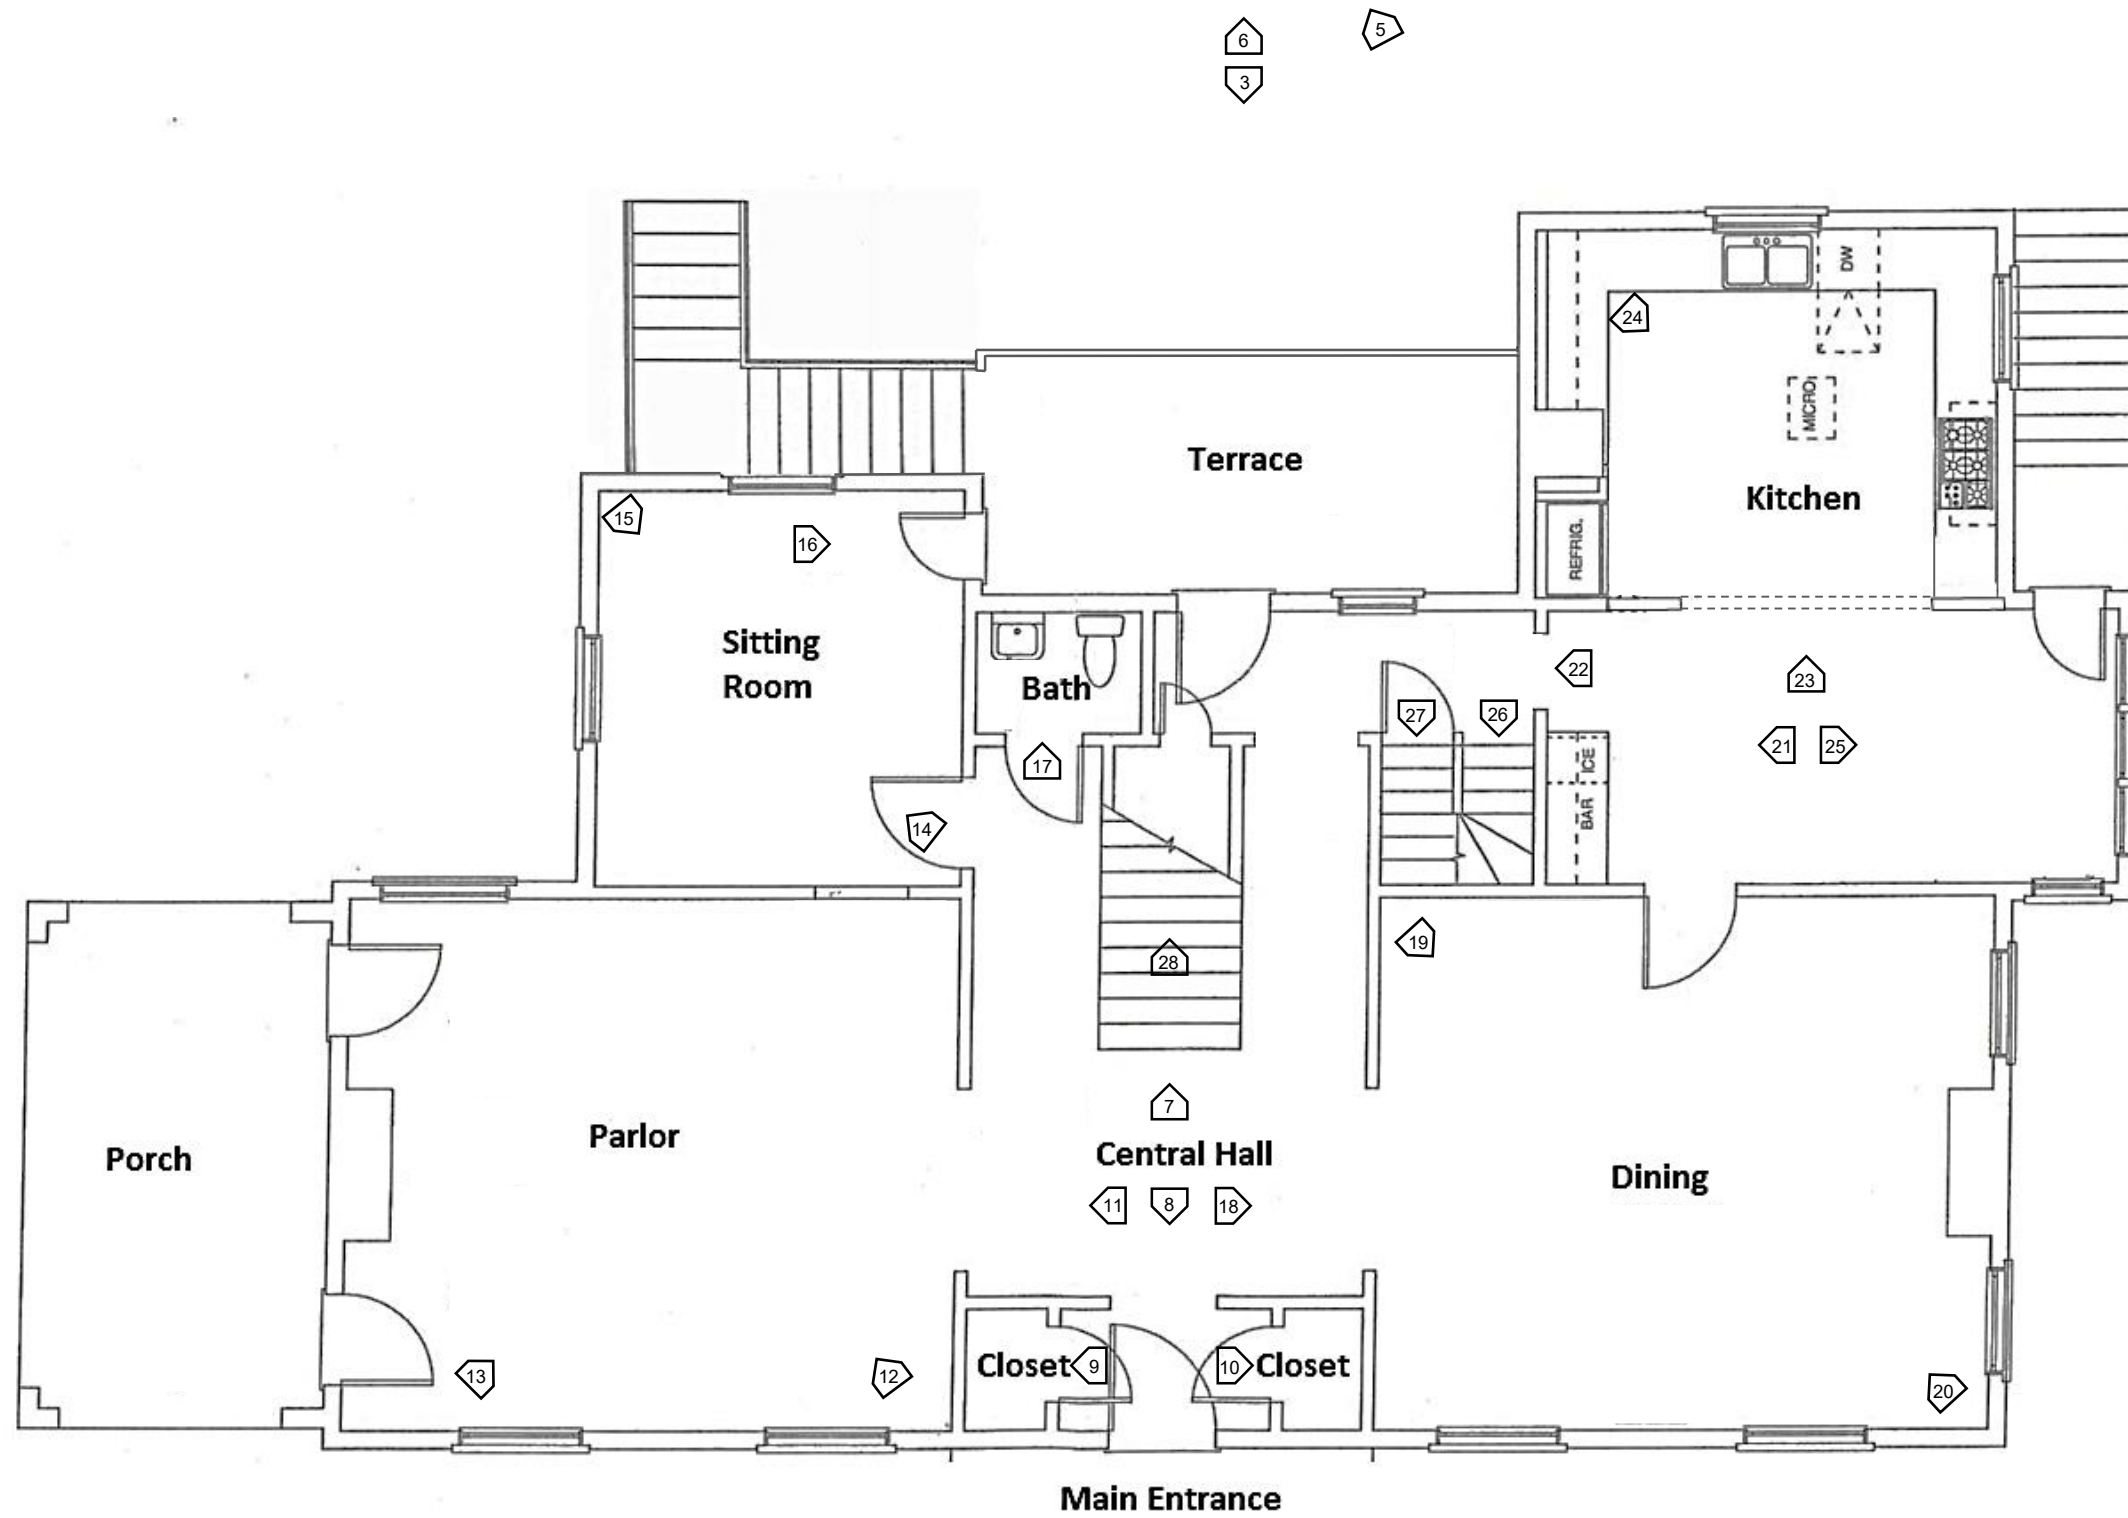 6
5
3
DW
24
MICRO
Terrace
Kitchen
15
16
REFRIG.
Sitting
Room
Bath
22
23
27
26
17
21
25
ICE
BAR
14
19
28
7
Parlor
Central Hall
Porch
Dining
11
8
18
Closet
9
10
Closet
13
12
20
Main Entrance